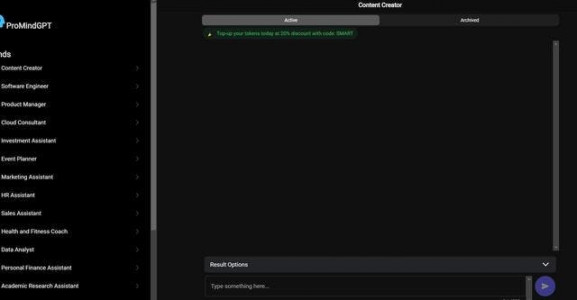 ProMindGPT
nds
Content Creator
Software Engineer
Product Manager
Cloud Consultant
Investment Assistant
Event Planner
Marketing Assistant
HR Assistant
Sales Assistant
Health and Fitness Coach
Data Analyst
Personal Finance Assistant
Academic Research Assistant
Content Creator
Active
Archived
Top-up your tokens today at 20% discount with code: SMART
Result Options
Type something here...